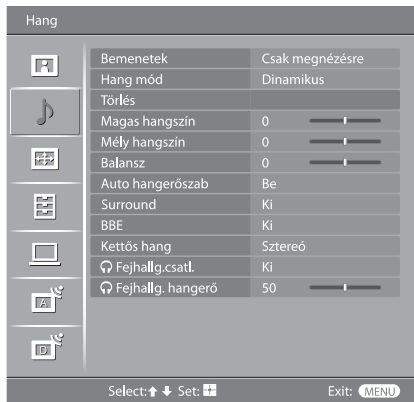 Hang
Bemenetek Csak megnézésre
Hang mód Dinamikus
Törlés
Magas hangszín 0
Mély hangszín 0
Balansz 0
Auto hangerőszab Be
Surround Ki
BBE Ki
Kettős hang Sztereó
Fejhallg.csatl. Ki
Fejhallg. hangerő 50
A
D
Select: Set: Exit: MENU